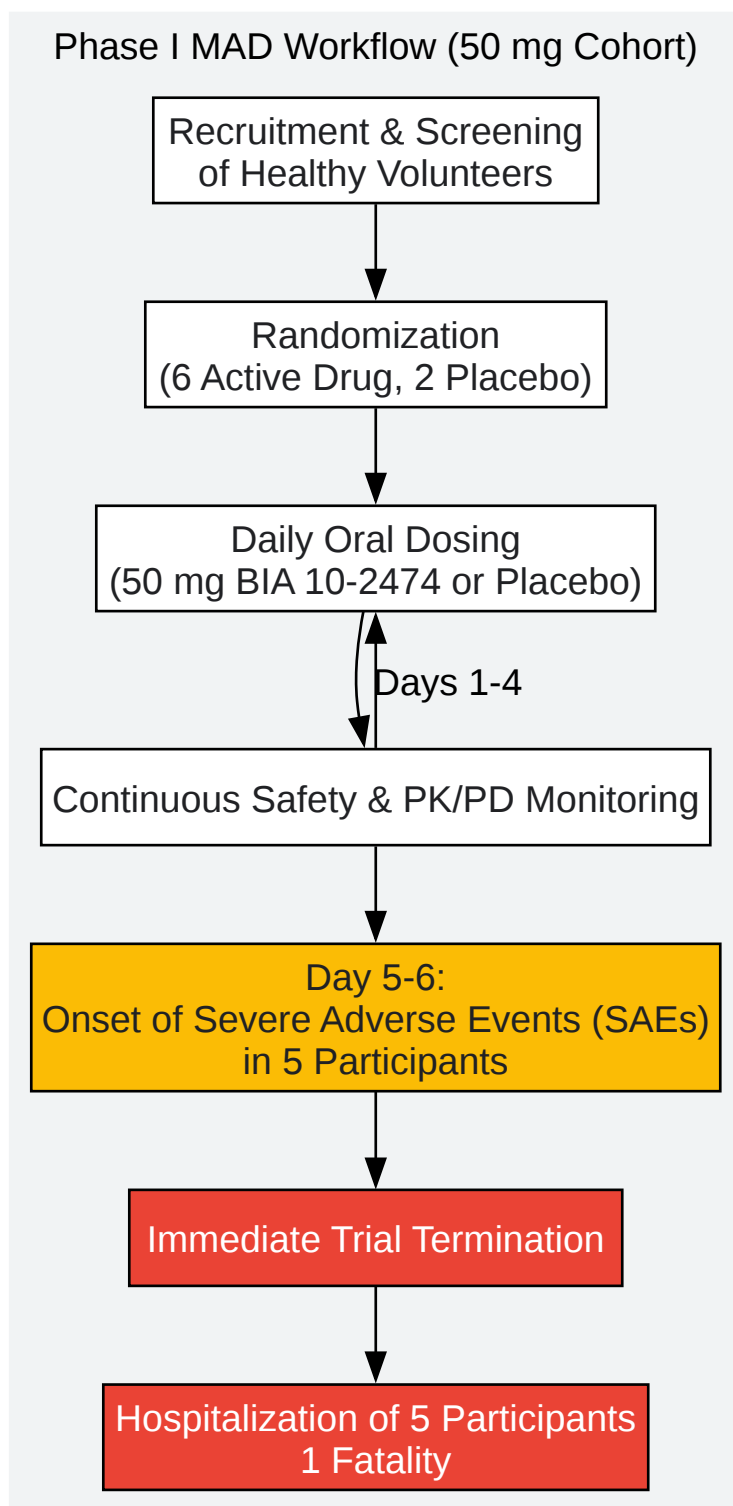 Phase I MAD Workflow (50 mg Cohort)
Recruitment & Screening
of Healthy Volunteers
Randomization
(6 Active Drug, 2 Placebo)
Daily Oral Dosing
(50 mg BIA 10-2474 or Placebo)
Days 1-4
Continuous Safety & PK/PD Monitoring
Day 5-6:
Onset of Severe Adverse Events (SAEs)
in 5 Participants
Immediate Trial Termination
Hospitalization of 5 Participants
1 Fatality